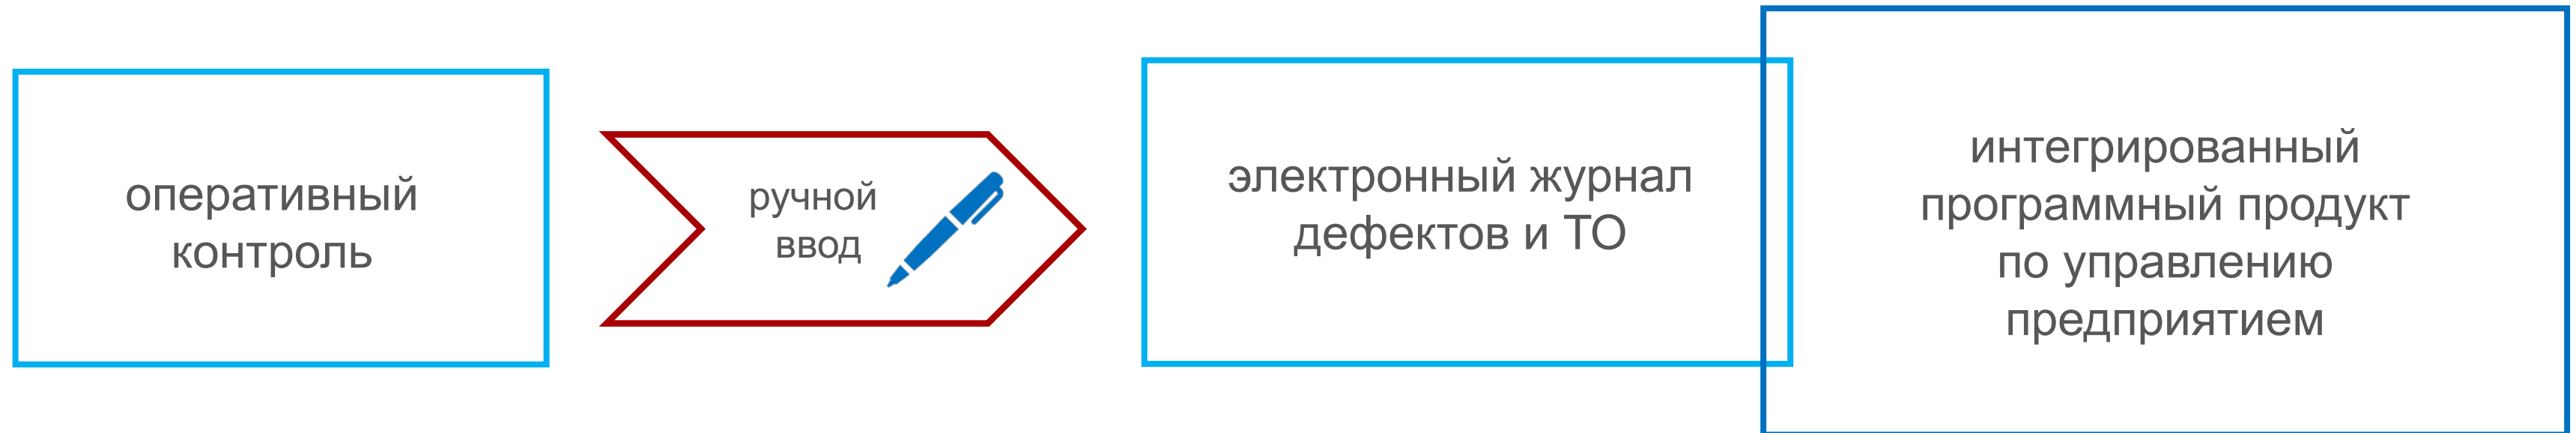 оперативный
контроль
ручной
ввод
электронный журнал
дефектов и ТО
интегрированный
программный продукт
по управлению
предприятием